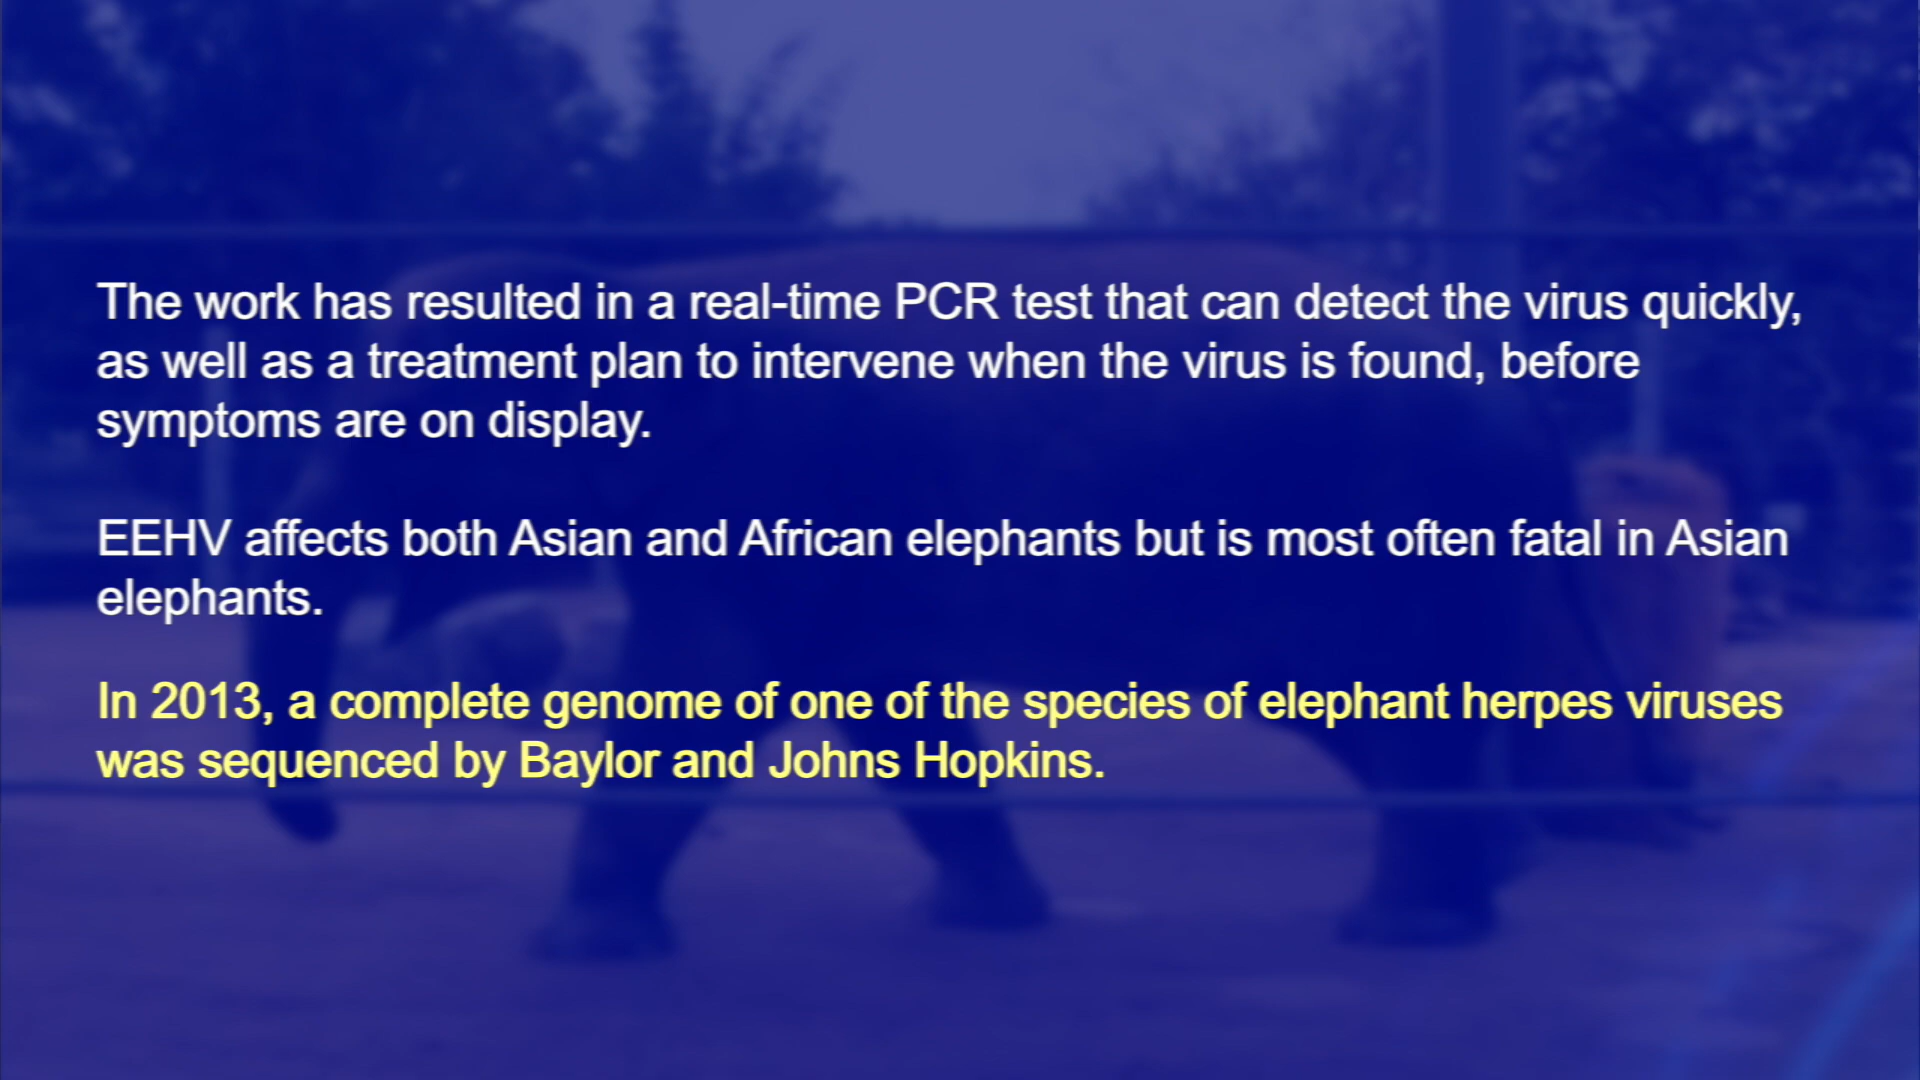 The work has resulted in a real-time PCR test that can detect the virus quickly,
as well as a treatment plan to intervene when the virus is found, before
symptoms are on display.
EEHV affects both Asian and African elephants but is most often fatal in Asian
elephants.
In 2013, a complete genome of one of the species of elephant herpes viruses
was sequenced by Baylor and Johns Hopkins.